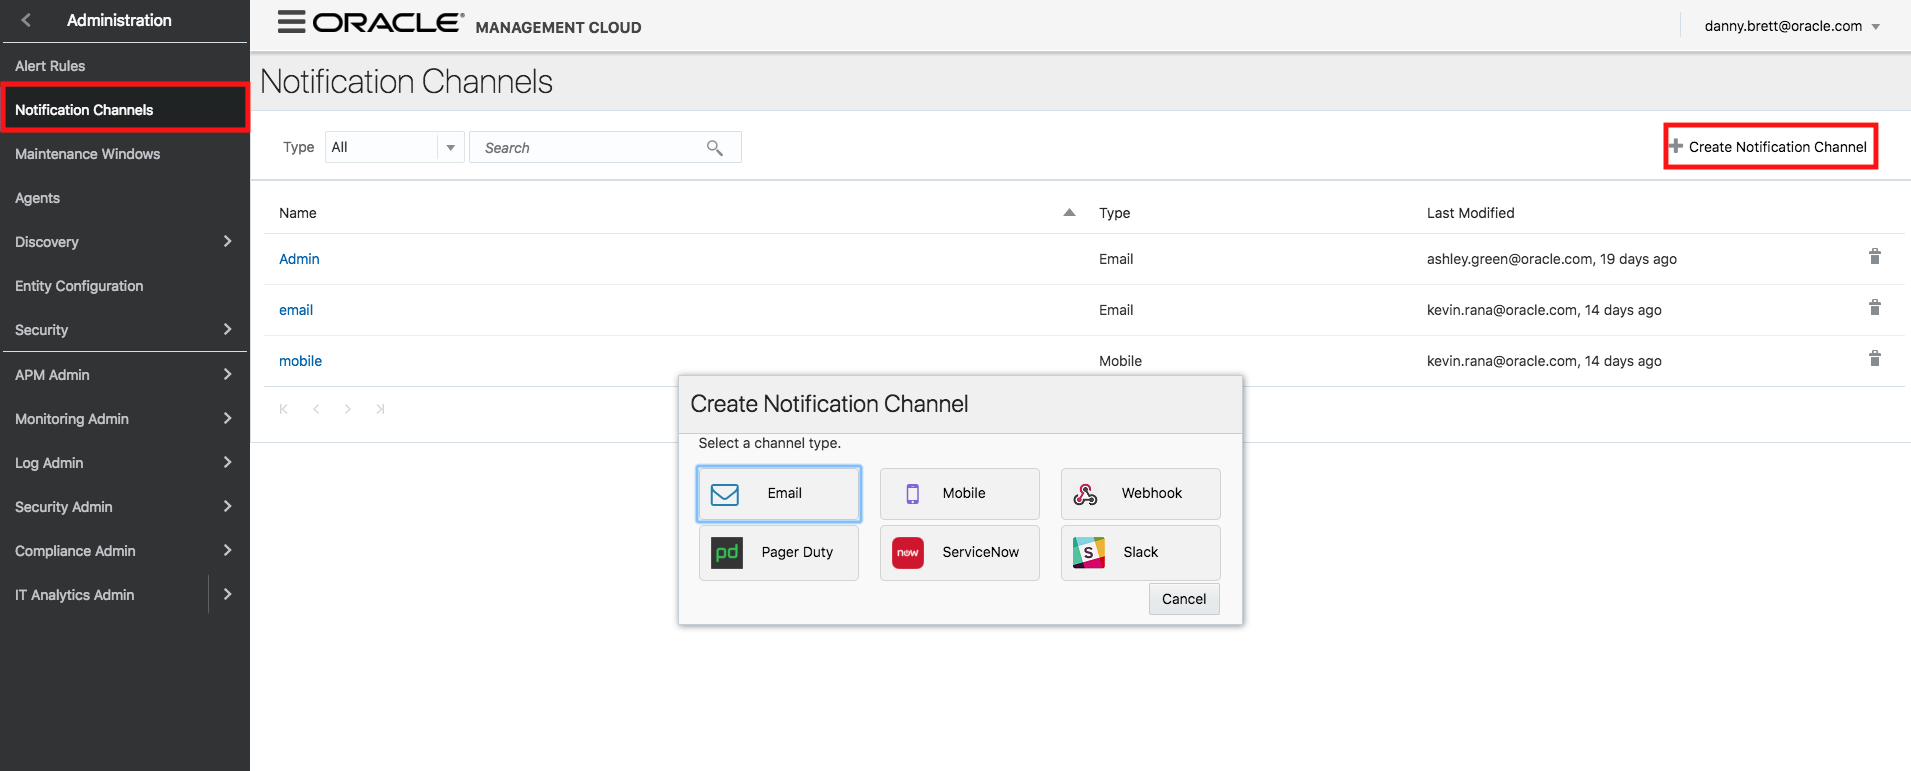 Administration
Alert Rules
Notification Channels
Maintenance Windows
Agents
Discovery
Entity Configuration
Security
APM Admin
Monitoring Admin
Log Admin
Security Admin
Compliance Admin
IT Analytics Admin
ORACLE® MANAGEMENT CLOUD
danny.brett@oracle.com
Notification Channels
Type All Search
Create Notification Channel
Name Type Last Modified
Admin Email ashley.green@oracle.com, 19 days ago
email Email kevin.rana@oracle.com, 14 days ago
mobile Mobile kevin.rana@oracle.com, 14 days ago
Create Notification Channel
Select a channel type.
Email Mobile Webhook
pd Pager Duty now ServiceNow S Slack
Cancel